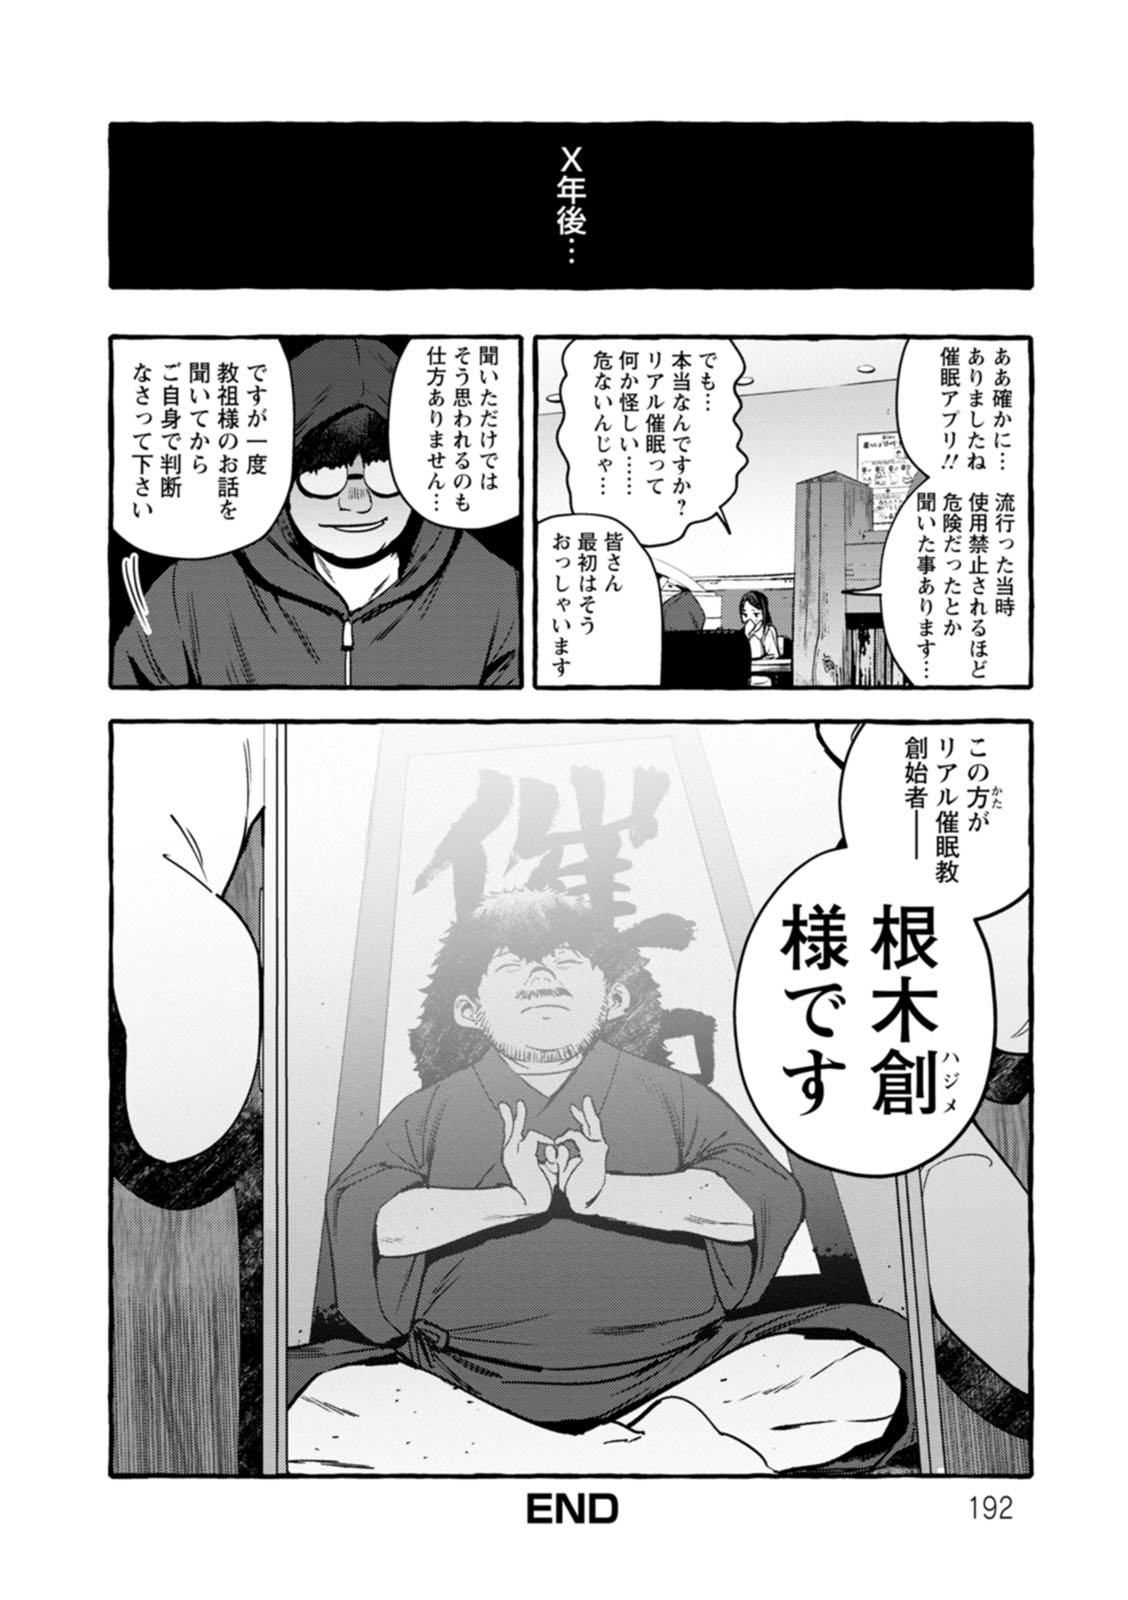 X年後…
ああ確かに…
ありましたね
催眠アプリ!!
流行った当時
使用禁止されるほど
危険だったとか
聞いた事あります…
でも…
本当なんですか?
リアル催眠って
何か怪しい……
危ないんじゃ…
皆さん
最初はそう
おっしゃいます
聞いただけでは
そう思われるのも
仕方ありません…
ですが一度
教祖様のお話を
聞いてから
ご自身で判断
なさって下さい
この方が
かた
リアル催眠教
創始者──
根木創
ハジメ
様です
催
END
192